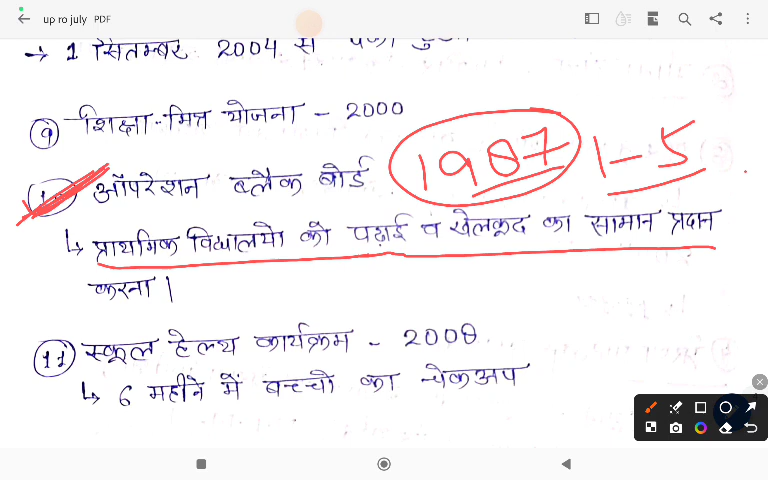 up ro july PDF
→ 1 सितम्बर 2004 से
⑨ शिक्षा-मित्र योजना - 2000
ऑपरेशन ब्लैक बोर्ड 1987 1-5
↳ प्राथमिक विद्यालयो को पढ़ाई व खेलकूद का सामान प्रदान
करना।
⑪ स्कूल हेल्थ कार्यक्रम - 2008
↳ 6 महीने में बच्चो का चेकअप